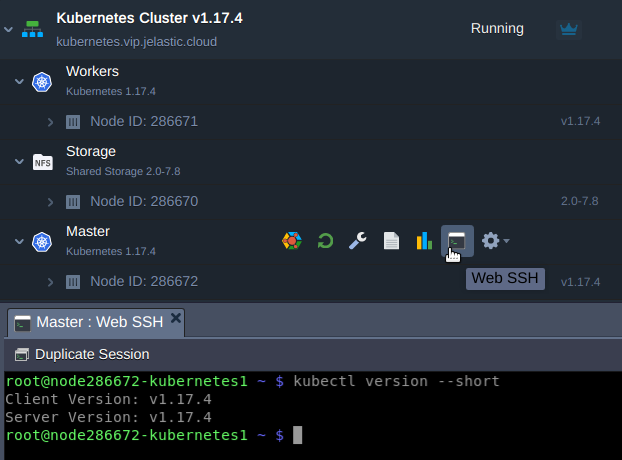 Kubernetes Cluster v1.17.4
kubernetes.vip.jelastic.cloud
Running
Workers
Kubernetes 1.17.4
Node ID: 286671
v1.17.4
Storage
NFS
Shared Storage 2.0-7.8
Node ID: 286670
2.0-7.8
Master
Kubernetes 1.17.4
Web SSH
Node ID: 286672
v1.17.4
Master : Web SSH
Duplicate Session
root@node286672-kubernetes1 ~ $ kubectl version --short
Client Version: v1.17.4
Server Version: v1.17.4
root@node286672-kubernetes1 ~ $